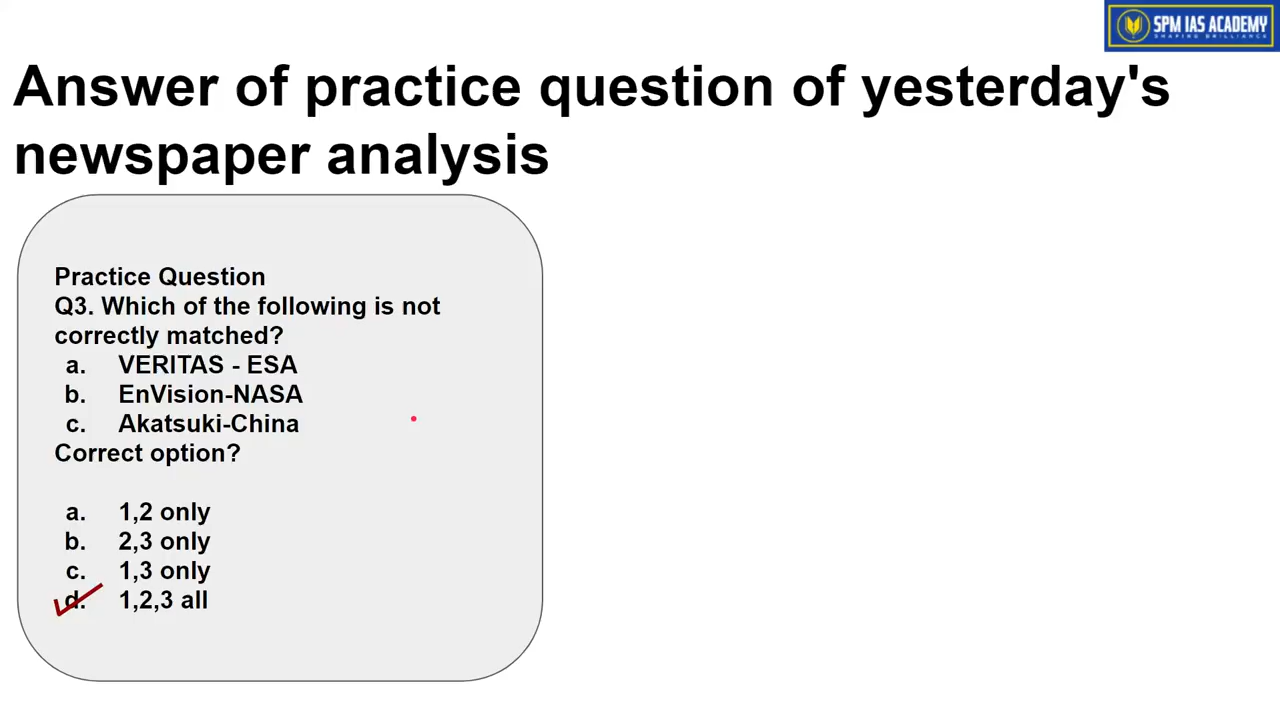 SPM IAS ACADEMY
SHAPING BRILLIANCE
Answer of practice question of yesterday's
newspaper analysis
Practice Question
Q3. Which of the following is not
correctly matched?
a. VERITAS - ESA
b. EnVision-NASA
c. Akatsuki-China
Correct option?
a. 1,2 only
b. 2,3 only
c. 1,3 only
d. 1,2,3 all